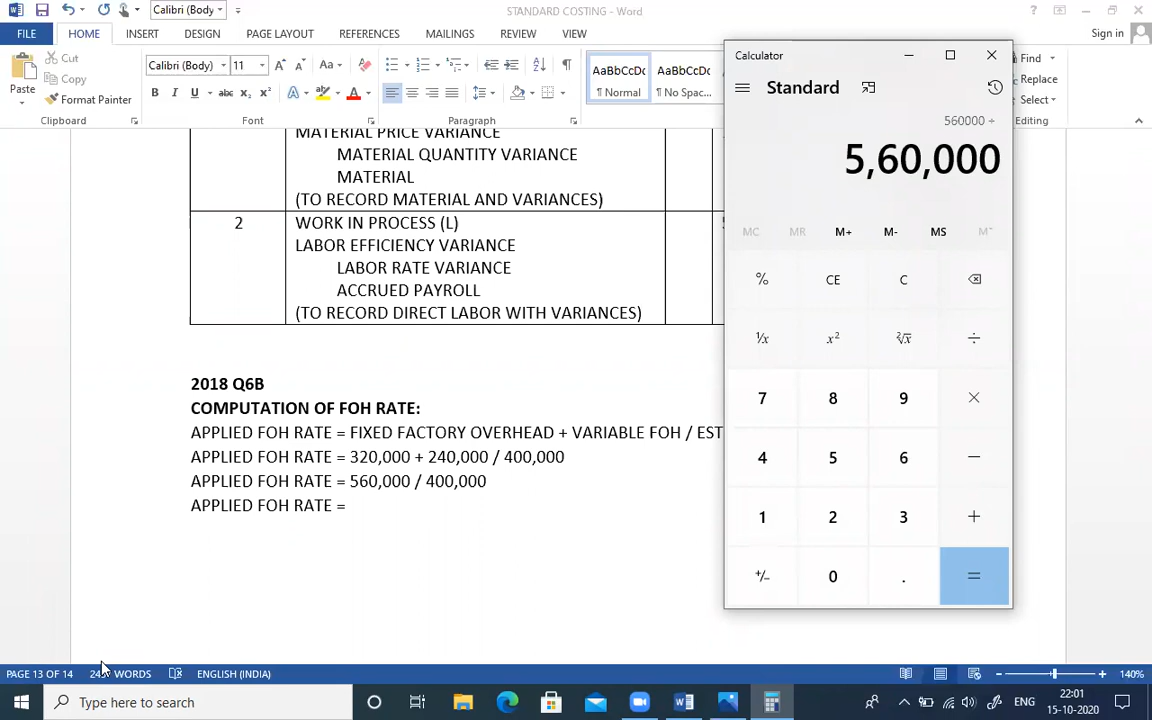 Calibri (Body
STANDARD COSTING - Word
FILE HOME INSERT DESIGN PAGE LAYOUT REFERENCES MAILINGS REVIEW VIEW Sign in
Paste
Cut
Copy
Format Painter
Clipboard
Calibri (Body) 11
Font
Paragraph
AaBbCcDc AaBbCcDc
¶ Normal ¶ No Spac...
Find
Replace
Select
Editing
MATERIAL PRICE VARIANCE
MATERIAL QUANTITY VARIANCE
MATERIAL
(TO RECORD MATERIAL AND VARIANCES)
2 WORK IN PROCESS (L)
LABOR EFFICIENCY VARIANCE
LABOR RATE VARIANCE
ACCRUED PAYROLL
(TO RECORD DIRECT LABOR WITH VARIANCES)
2018 Q6B
COMPUTATION OF FOH RATE:
APPLIED FOH RATE = FIXED FACTORY OVERHEAD + VARIABLE FOH / EST
APPLIED FOH RATE = 320,000 + 240,000 / 400,000
APPLIED FOH RATE = 560,000 / 400,000
APPLIED FOH RATE =
Calculator
Standard
560000 ÷
5,60,000
MC MR M+ M- MS M˅
% CE C
¹/x x² ²√x ÷
7 8 9 ×
4 5 6 −
1 2 3 +
+/− 0 . =
PAGE 13 OF 14 WORDS ENGLISH (INDIA) 140%
Type here to search
ENG
22:01
15-10-2020